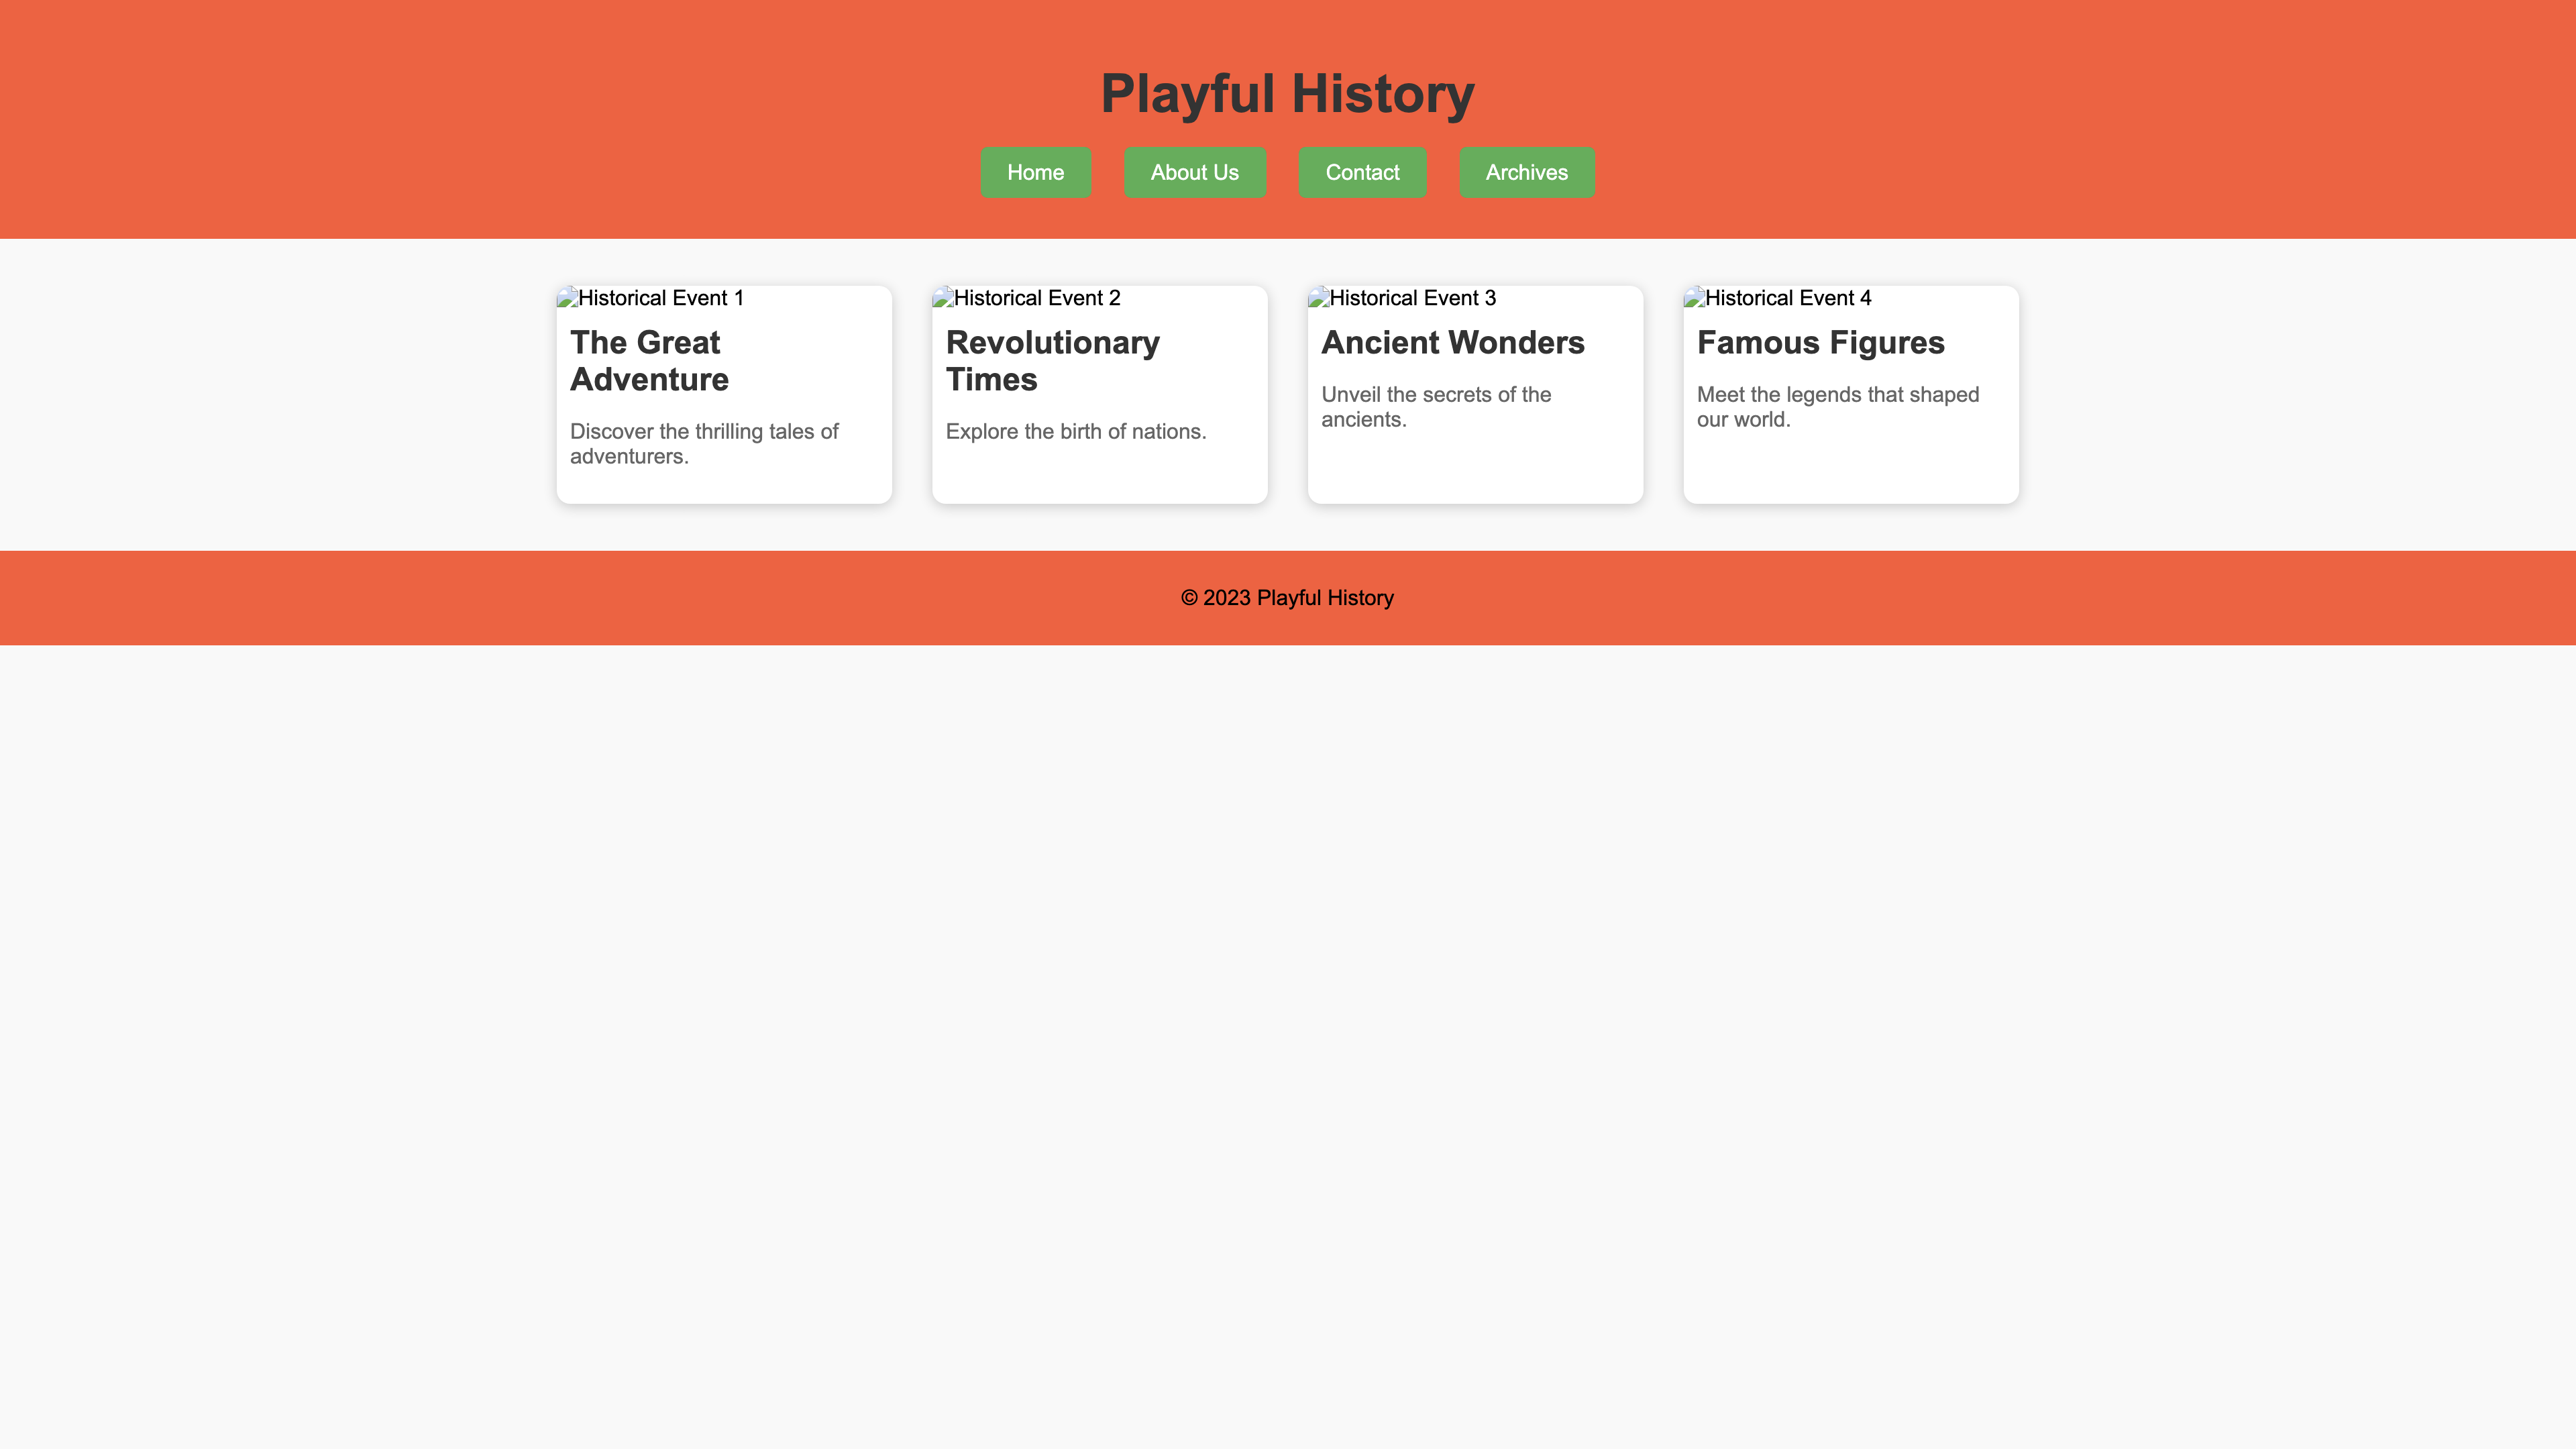 Playful History
Home
About Us
Contact
Archives
Historical Event 1
The Great
Adventure
Discover the thrilling tales of
adventurers.
Historical Event 2
Revolutionary
Times
Explore the birth of nations.
Historical Event 3
Ancient Wonders
Unveil the secrets of the
ancients.
Historical Event 4
Famous Figures
Meet the legends that shaped
our world.
© 2023 Playful History